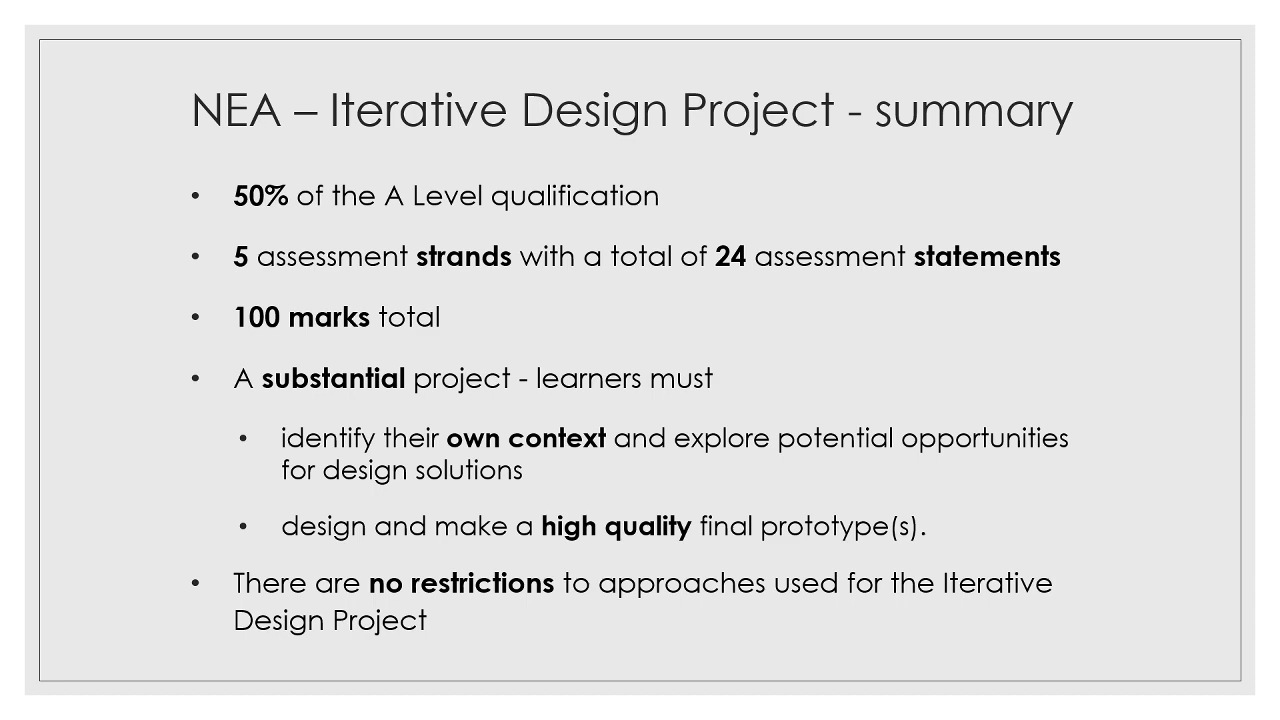 NEA – Iterative Design Project - summary
• 50% of the A Level qualification
• 5 assessment strands with a total of 24 assessment statements
• 100 marks total
• A substantial project - learners must
• identify their own context and explore potential opportunities
for design solutions
• design and make a high quality final prototype(s).
• There are no restrictions to approaches used for the Iterative
Design Project